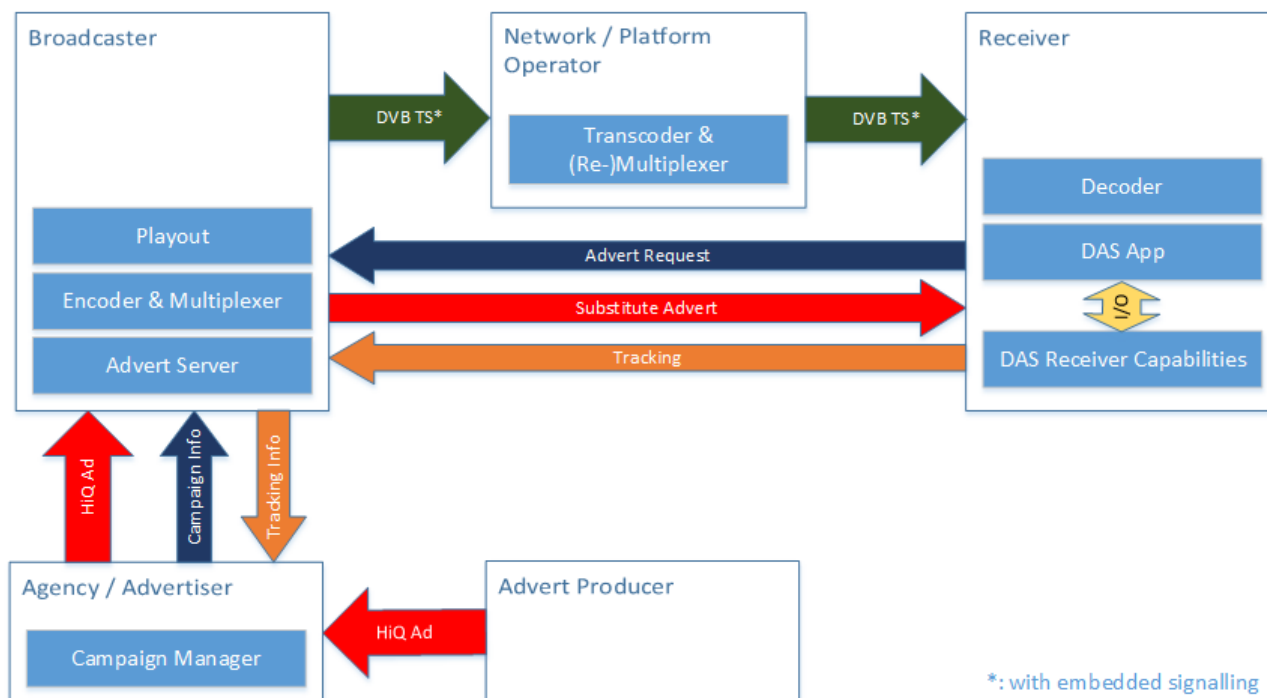 Broadcaster
Network / Platform
Operator
Receiver
DVB TS*
DVB TS*
Transcoder &
(Re-)Multiplexer
Decoder
Playout
DAS App
Advert Request
Encoder & Multiplexer
Substitute Advert
I/O
Advert Server
Tracking
DAS Receiver Capabilities
HiQ Ad
Campaign Info
Tracking Info
Agency / Advertiser
Advert Producer
HiQ Ad
Campaign Manager
*: with embedded signalling